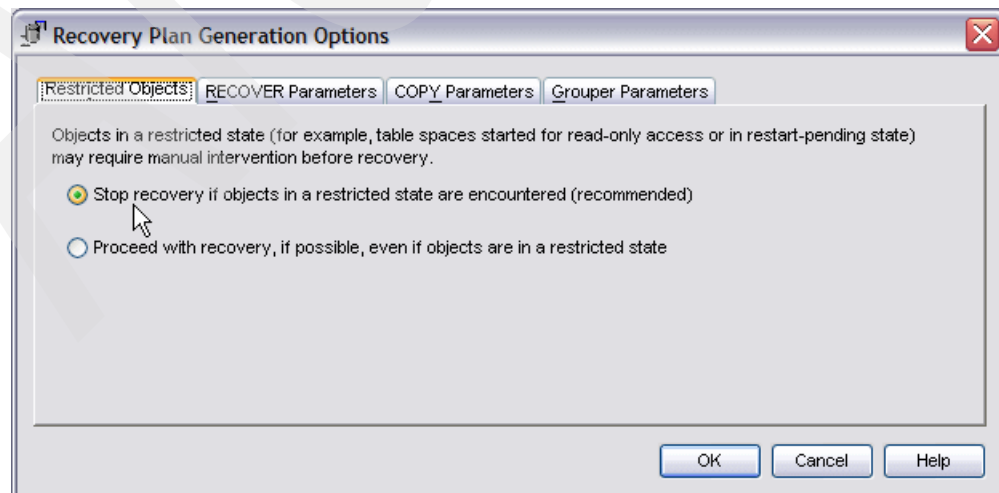 Recovery Plan Generation Options
Restricted Objects RECOVER Parameters COPY Parameters Grouper Parameters
Objects in a restricted state (for example, table spaces started for read-only access or in restart-pending state)
may require manual intervention before recovery.
Stop recovery if objects in a restricted state are encountered (recommended)
Proceed with recovery, if possible, even if objects are in a restricted state
OK Cancel Help